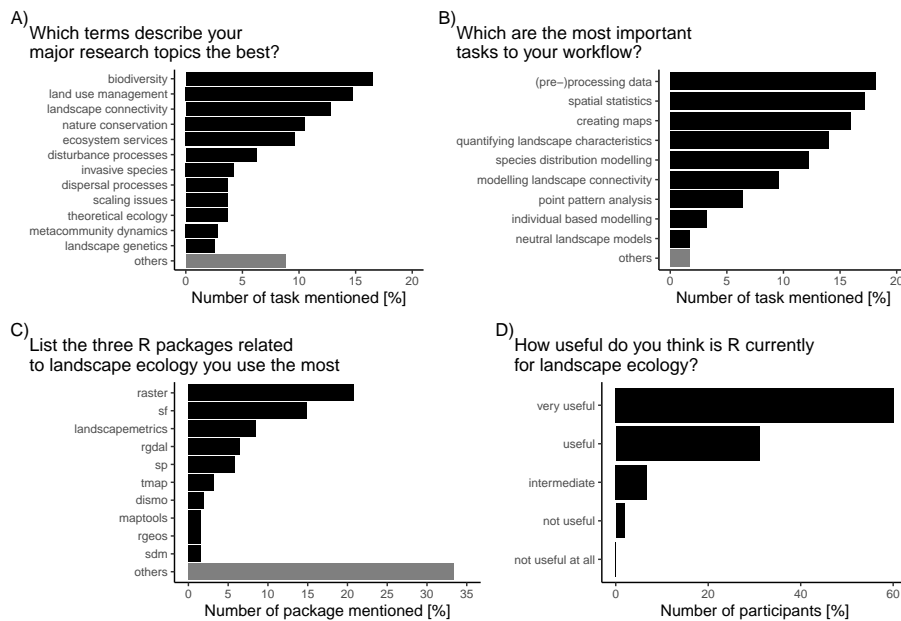 A)
Which terms describe your
major research topics the best?
biodiversity
land use management
landscape connectivity
nature conservation
ecosystem services
disturbance processes
invasive species
dispersal processes
scaling issues
theoretical ecology
metacommunity dynamics
landscape genetics
others
0 5 10 15 20
Number of task mentioned [%]
B)
Which are the most important
tasks to your workflow?
(pre−)processing data
spatial statistics
creating maps
quantifying landscape characteristics
species distribution modelling
modelling landscape connectivity
point pattern analysis
individual based modelling
neutral landscape models
others
0 5 10 15 20
Number of task mentioned [%]
C)
List the three R packages related
to landscape ecology you use the most
raster
sf
landscapemetrics
rgdal
sp
tmap
dismo
maptools
rgeos
sdm
others
0 5 10 15 20 25 30 35
Number of package mentioned [%]
D)
How useful do you think is R currently
for landscape ecology?
very useful
useful
intermediate
not useful
not useful at all
0 20 40 60
Number of participants [%]